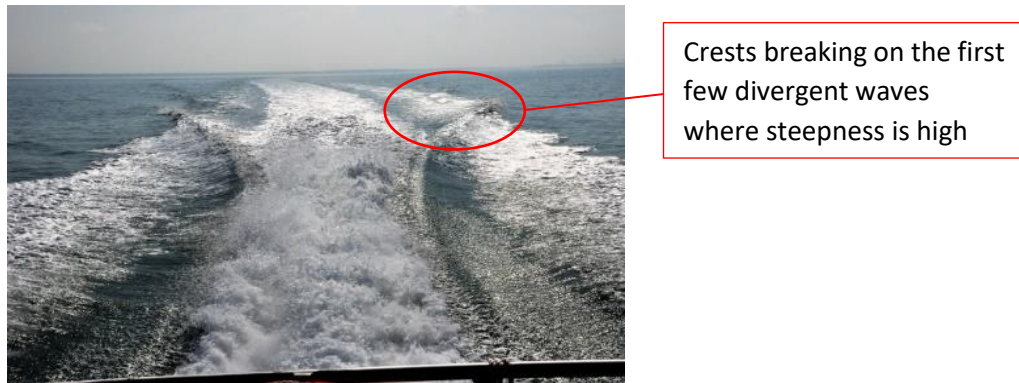 Crests breaking on the first
few divergent waves
where steepness is high